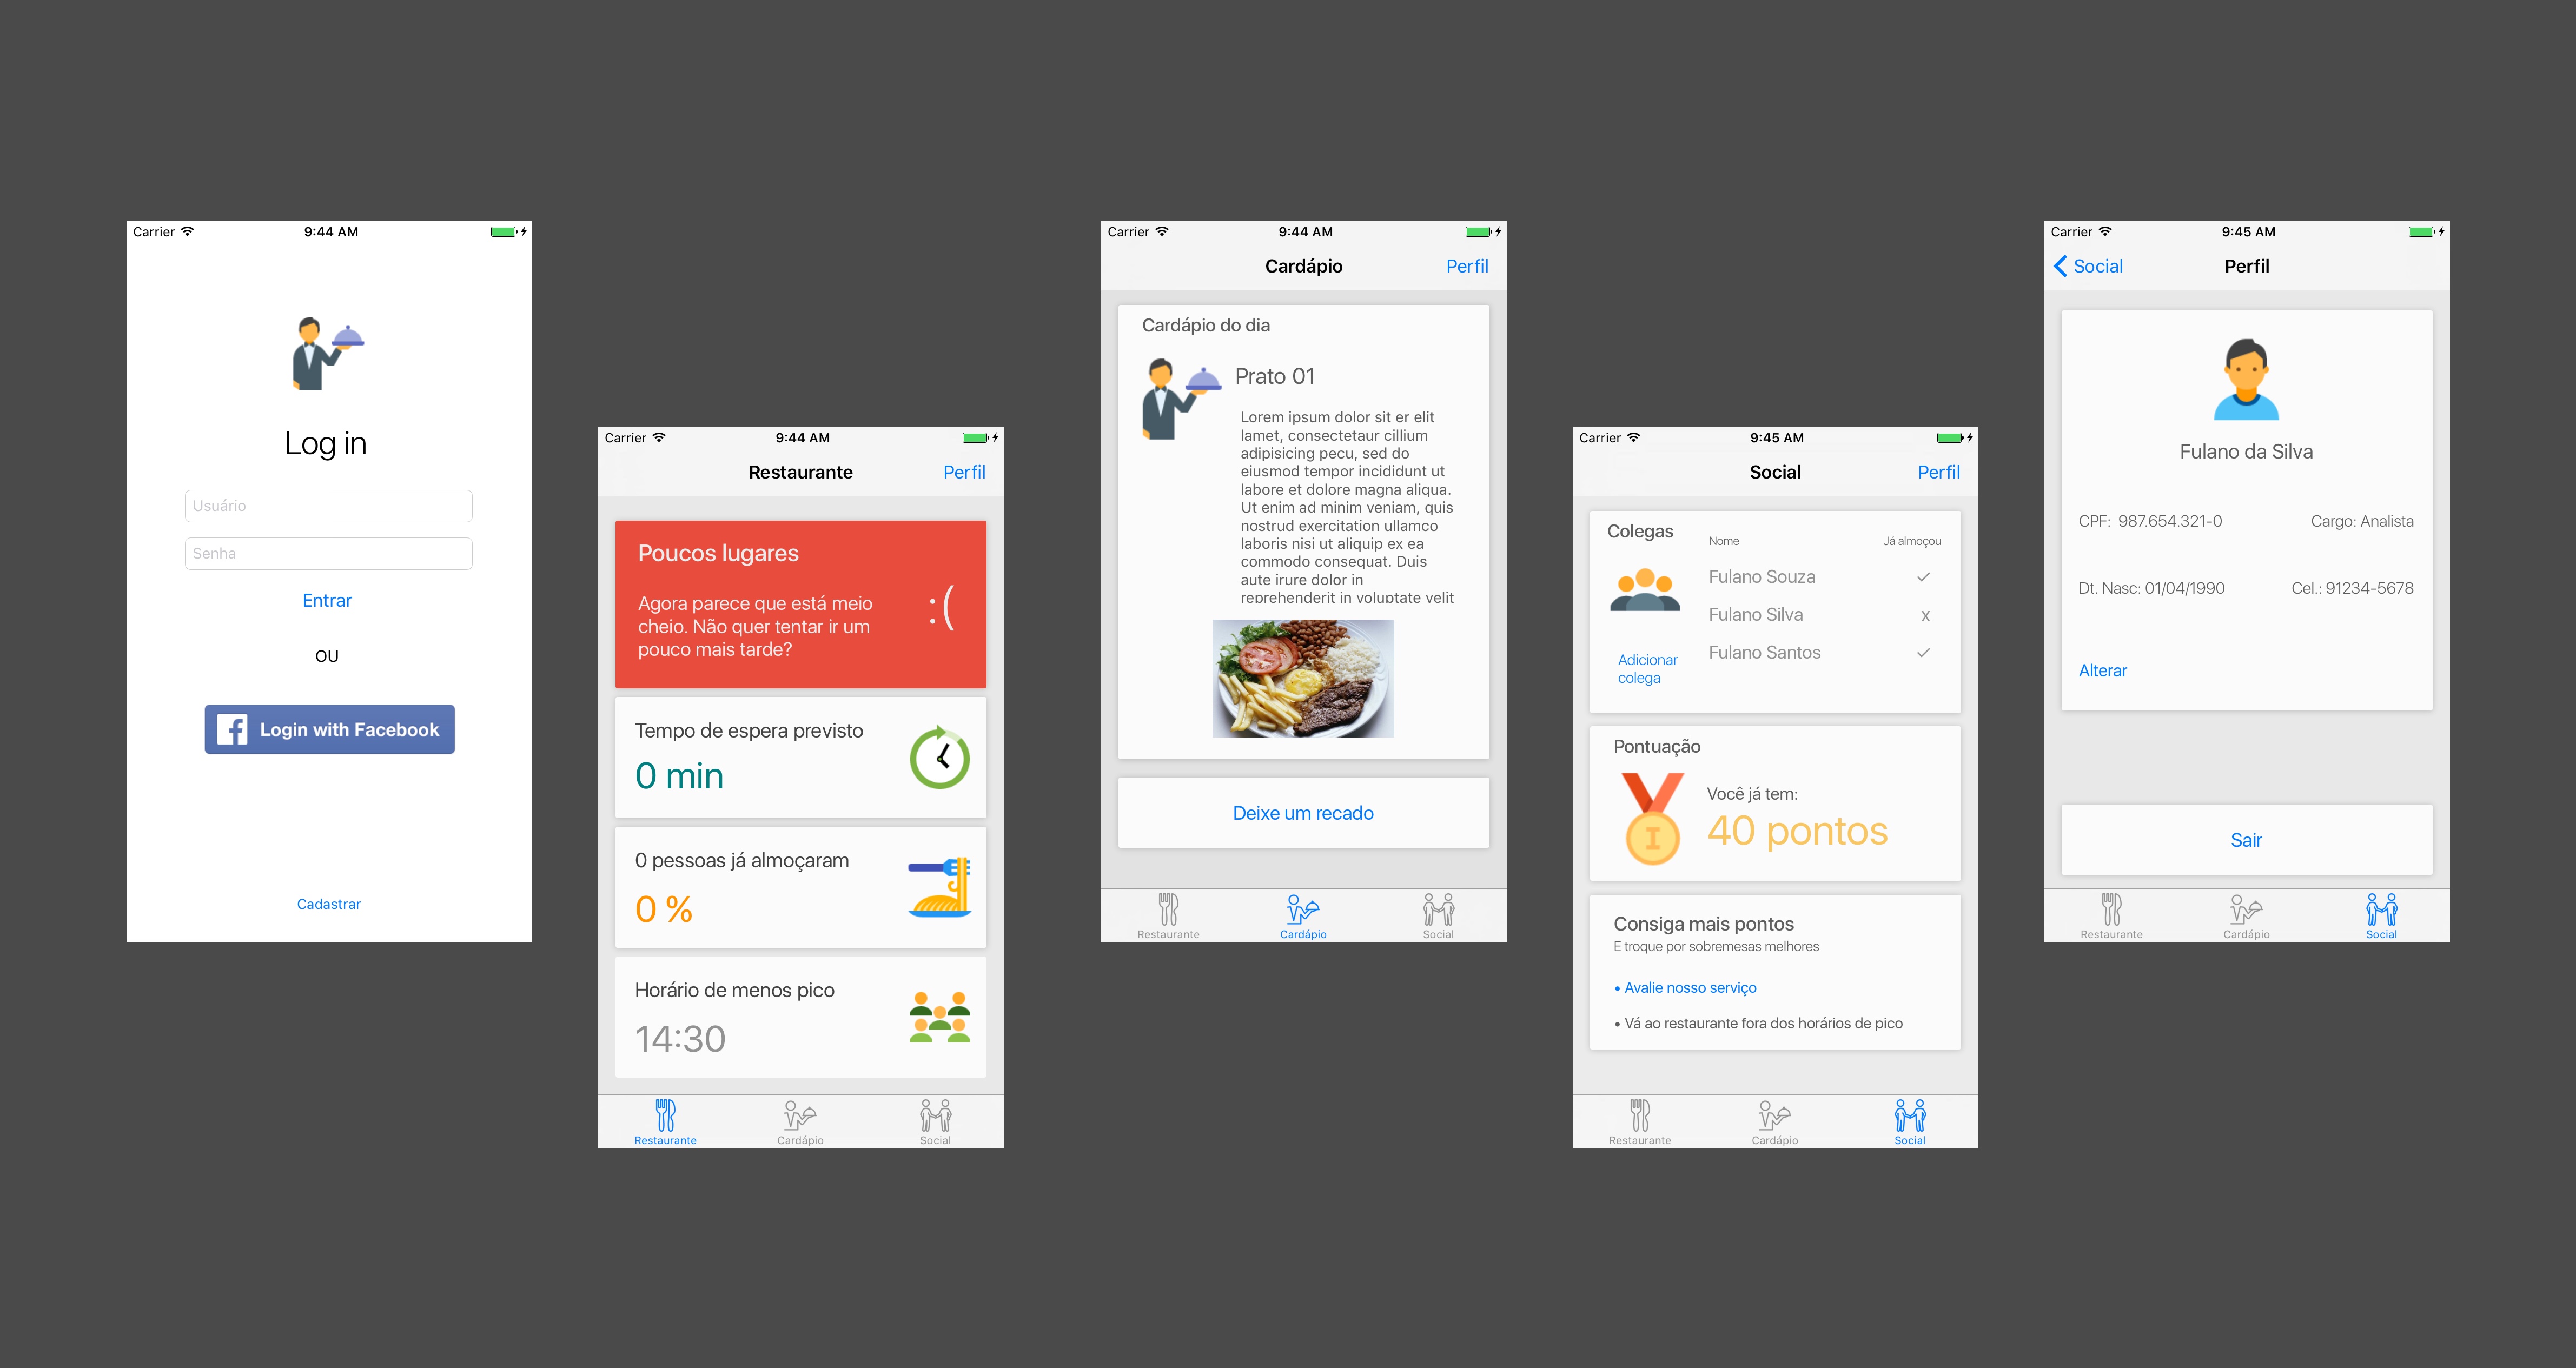 Carrier 9:44 AM
Log in
Usuário
Senha
Entrar
OU
Login with Facebook
Cadastrar
Carrier 9:44 AM
Restaurante Perfil
Poucos lugares
Agora parece que está meio
cheio. Não quer tentar ir um
pouco mais tarde?
:(
Tempo de espera previsto
0 min
0 pessoas já almoçaram
0 %
Horário de menos pico
14:30
Restaurante Cardápio Social
Carrier 9:44 AM
Cardápio Perfil
Cardápio do dia
Prato 01
Lorem ipsum dolor sit er elit
lamet, consectetaur cillium
adipisicing pecu, sed do
eiusmod tempor incididunt ut
labore et dolore magna aliqua.
Ut enim ad minim veniam, quis
nostrud exercitation ullamco
laboris nisi ut aliquip ex ea
commodo consequat. Duis
aute irure dolor in
reprehenderit in voluptate velit
Deixe um recado
Restaurante Cardápio Social
Carrier 9:45 AM
Social Perfil
Colegas
Nome Já almoçou
Fulano Souza ✓
Fulano Silva x
Fulano Santos ✓
Adicionar
colega
Pontuação
I
Você já tem:
40 pontos
Consiga mais pontos
E troque por sobremesas melhores
• Avalie nosso serviço
• Vá ao restaurante fora dos horários de pico
Restaurante Cardápio Social
Carrier 9:45 AM
Social Perfil
Fulano da Silva
CPF: 987.654.321-0 Cargo: Analista
Dt. Nasc: 01/04/1990 Cel.: 91234-5678
Alterar
Sair
Restaurante Cardápio Social